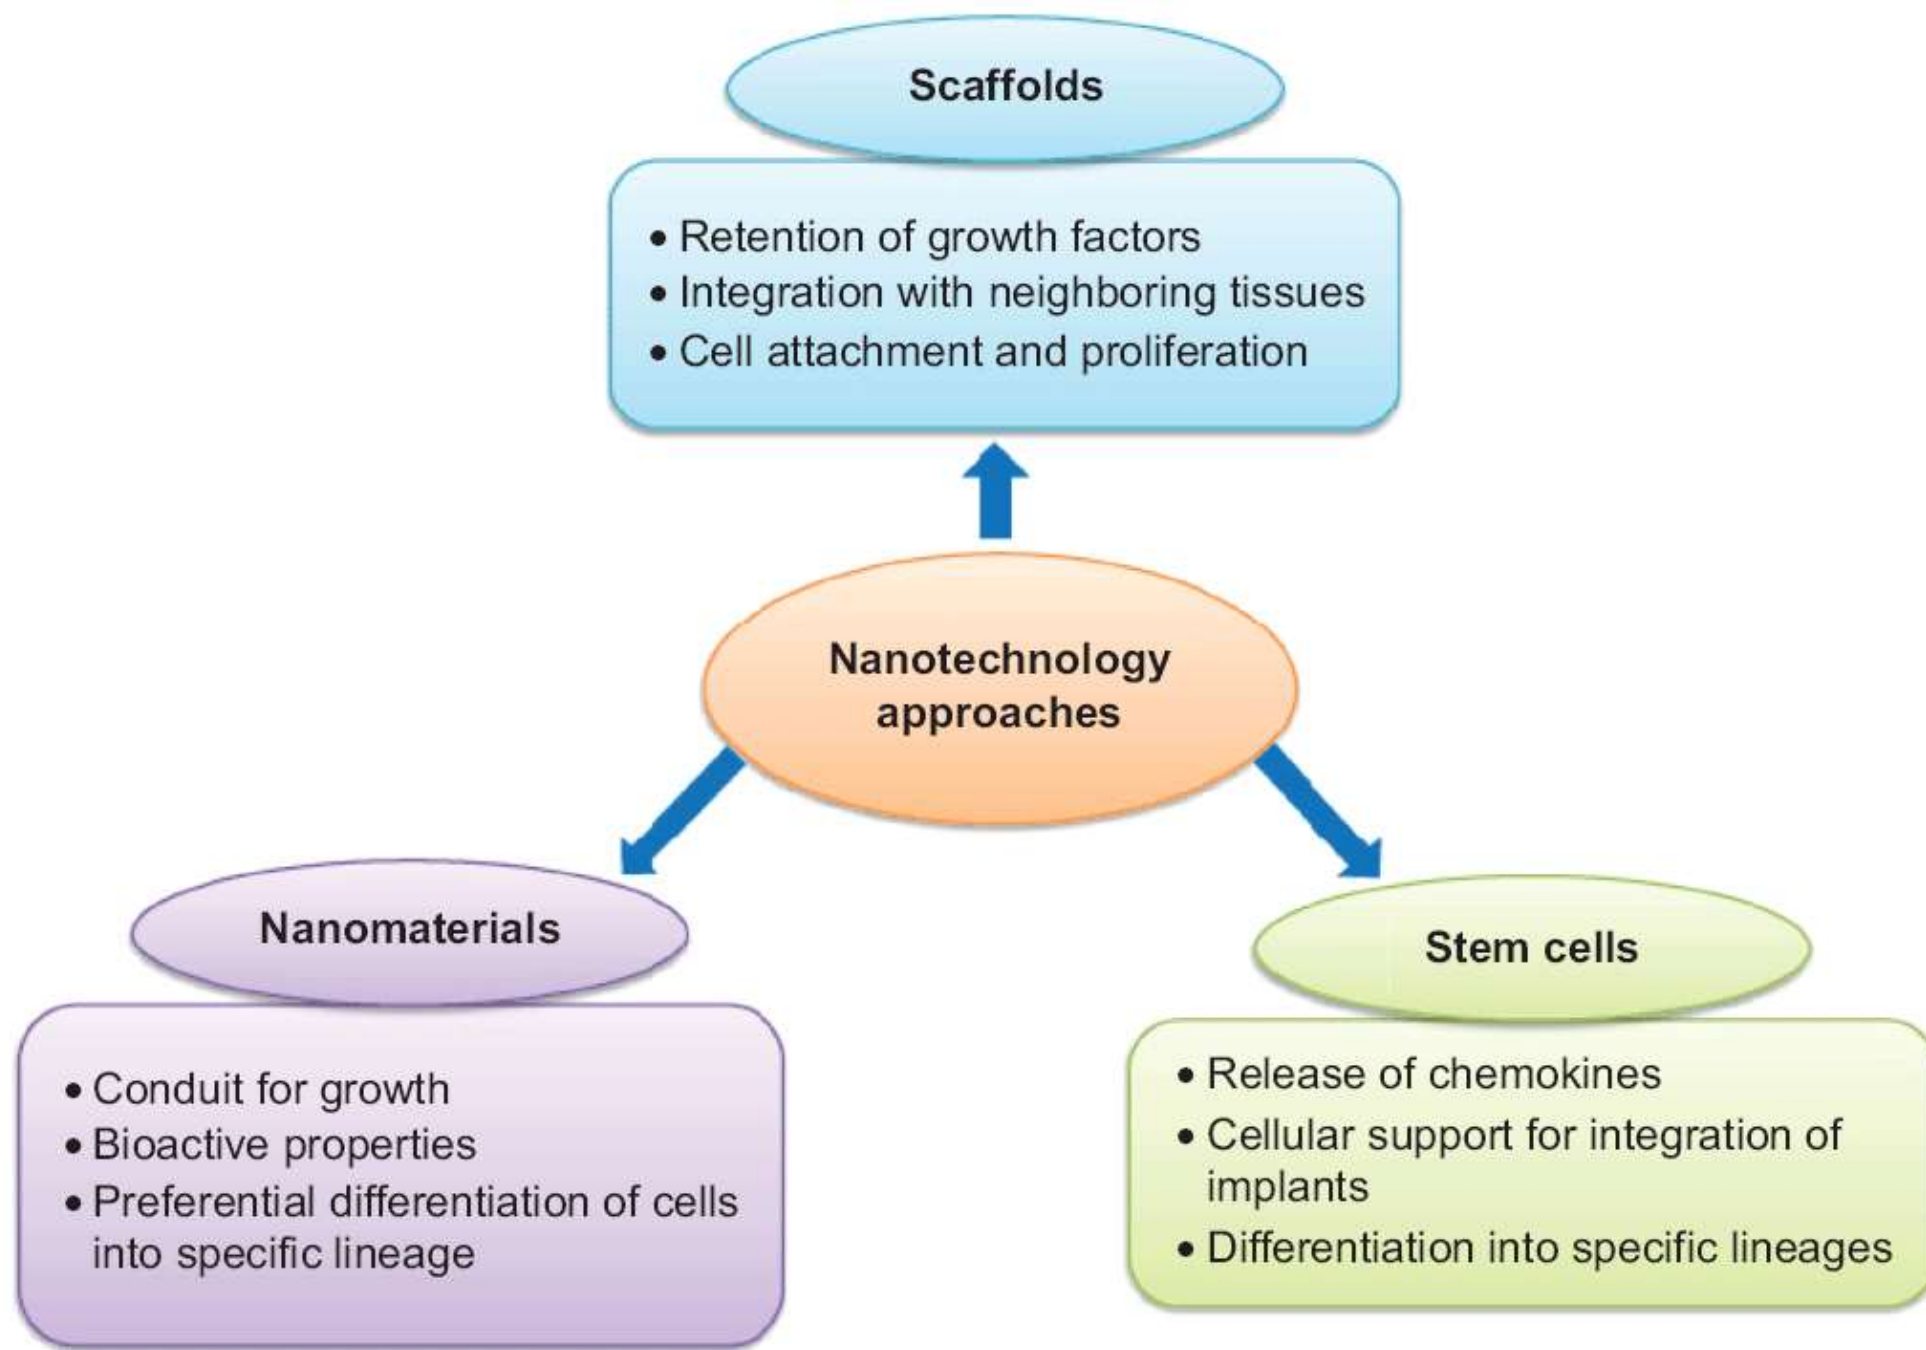 Scaffolds
• Retention of growth factors
• Integration with neighboring tissues
• Cell attachment and proliferation
Nanotechnology
approaches
Nanomaterials
• Conduit for growth
• Bioactive properties
• Preferential differentiation of cells
into specific lineage
Stem cells
• Release of chemokines
• Cellular support for integration of
implants
• Differentiation into specific lineages